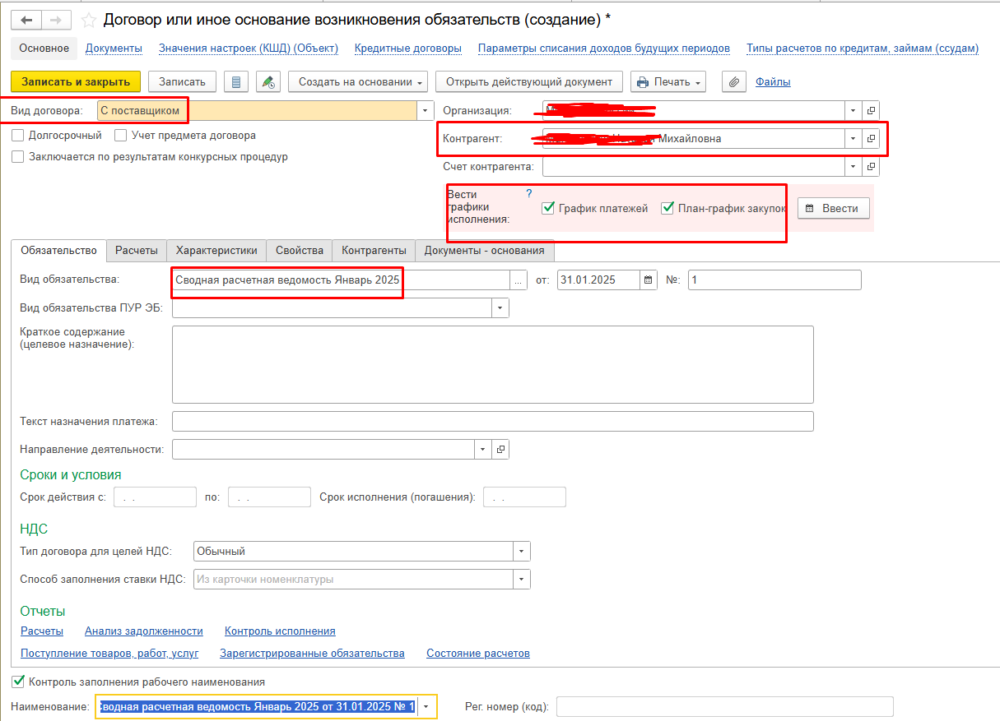 Договор или иное основание возникновения обязательств (создание) *
Основное Документы Значения настроек (КШД) (Объект) Кредитные договоры Параметры списания доходов будущих периодов Типы расчетов по кредитам, займам (ссудам)
Записать и закрыть Записать Создать на основании Открыть действующий документ Печать Файлы
Вид договора: С поставщиком Организация:
Долгосрочный Учет предмета договора Контрагент: Михайловна
Заключается по результатам конкурсных процедур Счет контрагента:
Вести графики исполнения: ? График платежей План-график закупок Ввести
Обязательство Расчеты Характеристики Свойства Контрагенты Документы - основания
Вид обязательства: Сводная расчетная ведомость Январь 2025 ... от: 31.01.2025 №: 1
Вид обязательства ПУР ЭБ:
Краткое содержание
(целевое назначение):
Текст назначения платежа:
Направление деятельности:
Сроки и условия
Срок действия с: . . по: . . Срок исполнения (погашения): . .
НДС
Тип договора для целей НДС: Обычный
Способ заполнения ставки НДС: Из карточки номенклатуры
Отчеты
Расчеты Анализ задолженности Контроль исполнения
Поступление товаров, работ, услуг Зарегистрированные обязательства Состояние расчетов
Контроль заполнения рабочего наименования
Наименование: Сводная расчетная ведомость Январь 2025 от 31.01.2025 № 1 Рег. номер (код):